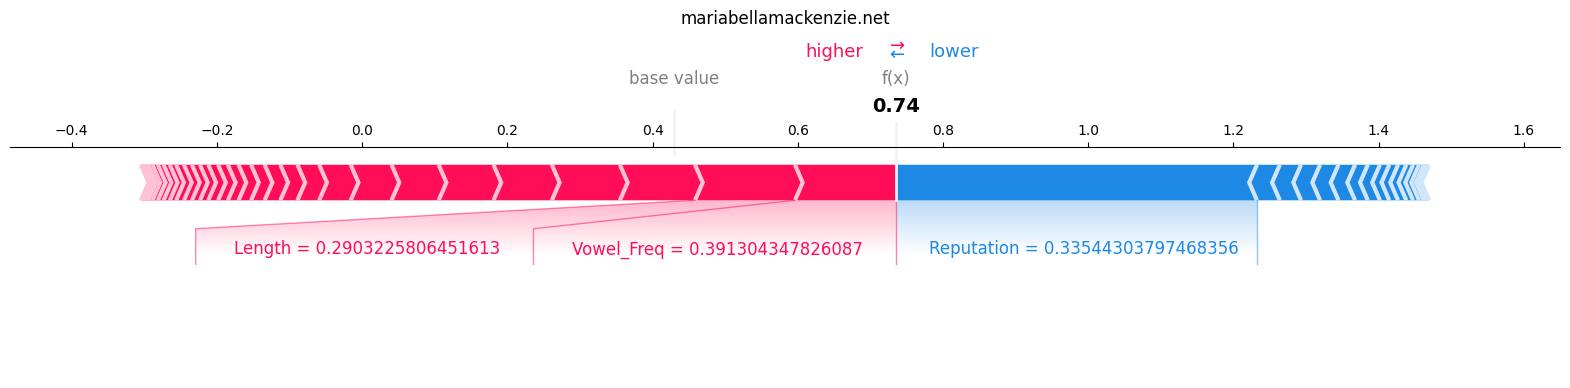 mariabellamackenzie.net
higher ⇄ lower
base value f(x)
0.74
−0.4 −0.2 0.0 0.2 0.4 0.6 0.8 1.0 1.2 1.4 1.6
Length = 0.2903225806451613 Vowel_Freq = 0.391304347826087 Reputation = 0.33544303797468356